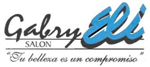 Gabry Eli
SALON
"Tu belleza es un compromiso"